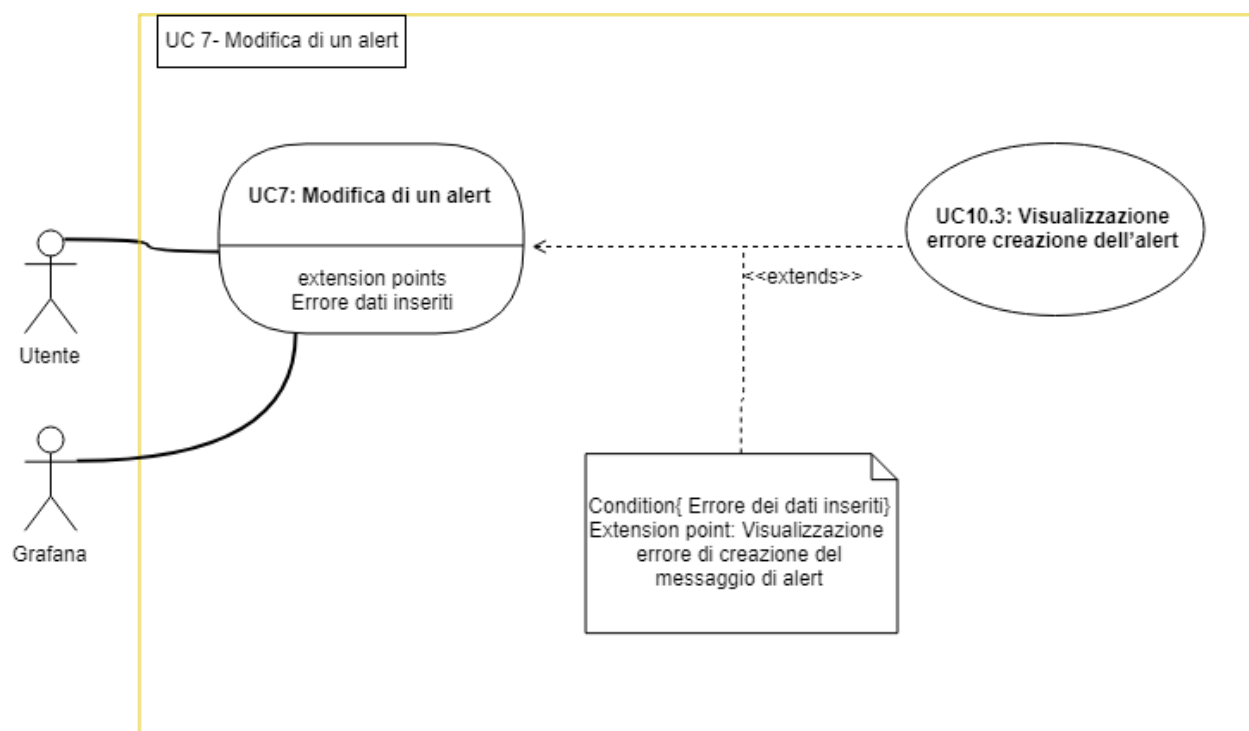 UC 7- Modifica di un alert
UC7: Modifica di un alert
extension points
Errore dati inseriti
UC10.3: Visualizzazione
errore creazione dell'alert
<<extends>>
Utente
Grafana
Condition{ Errore dei dati inseriti}
Extension point: Visualizzazione
errore di creazione del
messaggio di alert